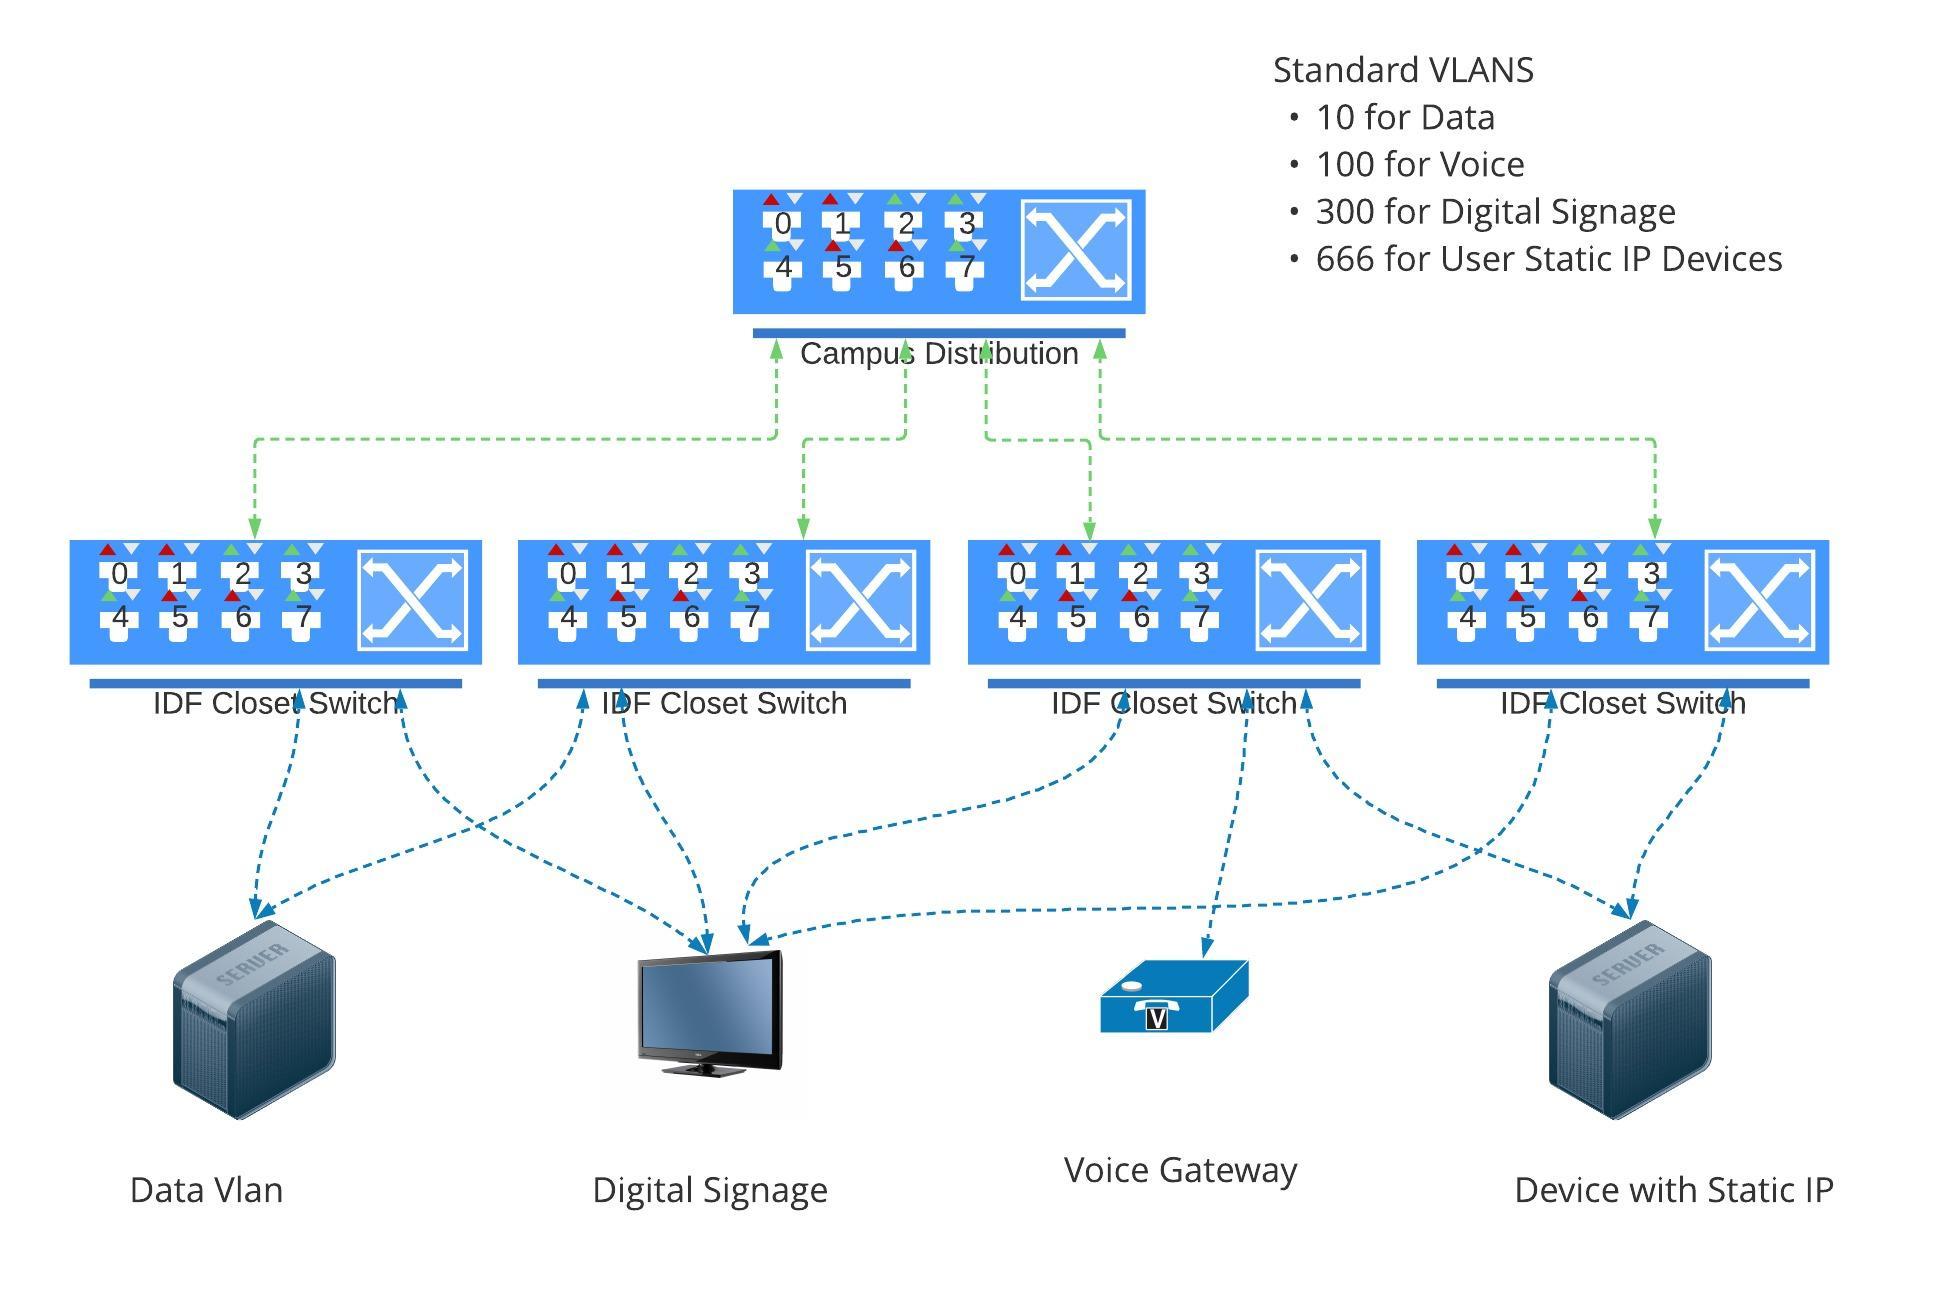 Standard VLANS
• 10 for Data
• 100 for Voice
• 300 for Digital Signage
• 666 for User Static IP Devices
0 1 2 3
4 5 6 7
Campus Distribution
0 1 2 3
4 5 6 7
IDF Closet Switch
0 1 2 3
4 5 6 7
IDF Closet Switch
0 1 2 3
4 5 6 7
IDF Closet Switch
0 1 2 3
4 5 6 7
IDF Closet Switch
SERVER
V
SERVER
Data Vlan
Digital Signage
Voice Gateway
Device with Static IP